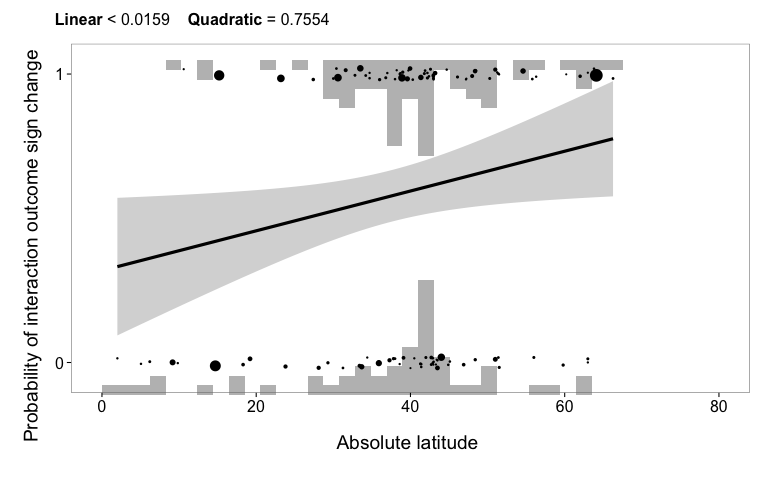 Linear < 0.0159 Quadratic = 0.7554
Probability of interaction outcome sign change
1
0
0 20 40 60 80
Absolute latitude